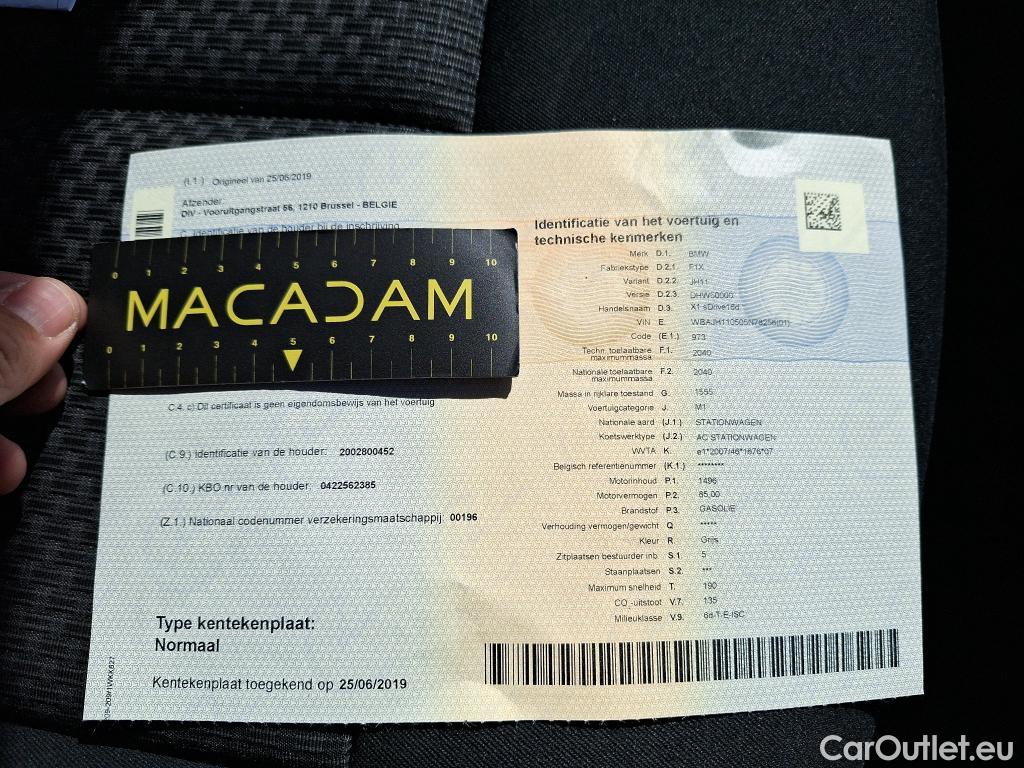 (I.1.) Origineel van 25/06/2019
Afzender:
DIV - Vooruitgangstraat 56, 1210 Brussel - BELGIE
C. Identificatie van de houder bij de inschrijving
0 1 2 3 4 5 6 7 8 9 10
MACADAM
0 1 2 3 4 5 6 7 8 9 10
C.4. c) Dit certificaat is geen eigendomsbewijs van het voertuig
(C.9.) Identificatie van de houder: 2002800452
(C.10.) KBO nr van de houder: 0422562385
(Z.1.) Nationaal codenummer verzekeringsmaatschappij: 00196
Type kentekenplaat:
Normaal
Kentekenplaat toegekend op 25/06/2019
Identificatie van het voertuig en
technische kenmerken
Merk D.1. BMW
Fabriekstype D.2.1. F1X
Variant D.2.2. JH11
Versie D.2.3.
Handelsnaam D.3. X1 sDrive16d
VIN E.
Code (E.1.) 973
Techn. toelaatbare
maximummassa F.1. 2040
Nationale toelaatbare
maximummassa F.2. 2040
Massa in rijklare toestand G. 1555
Voertuigcategorie J. M1
Nationale aard (J.1.) STATIONWAGEN
Koetswerktype (J.2.) AC STATIONWAGEN
WVTA K. e1*2007/46*1676*07
Belgisch referentienummer (K.1.) ********
Motorinhoud P.1. 1496
Motorvermogen P.2. 85,00
Brandstof P.3. GASOLIE
Verhouding vermogen/gewicht Q. *****
Kleur R. Grijs
Zitplaatsen bestuurder inb. S.1. 5
Staanplaatsen S.2. ***
Maximum snelheid T. 190
CO2-uitstoot V.7. 135
Milieuklasse V.9. 6d-T-E-ISC
CarOutlet.eu